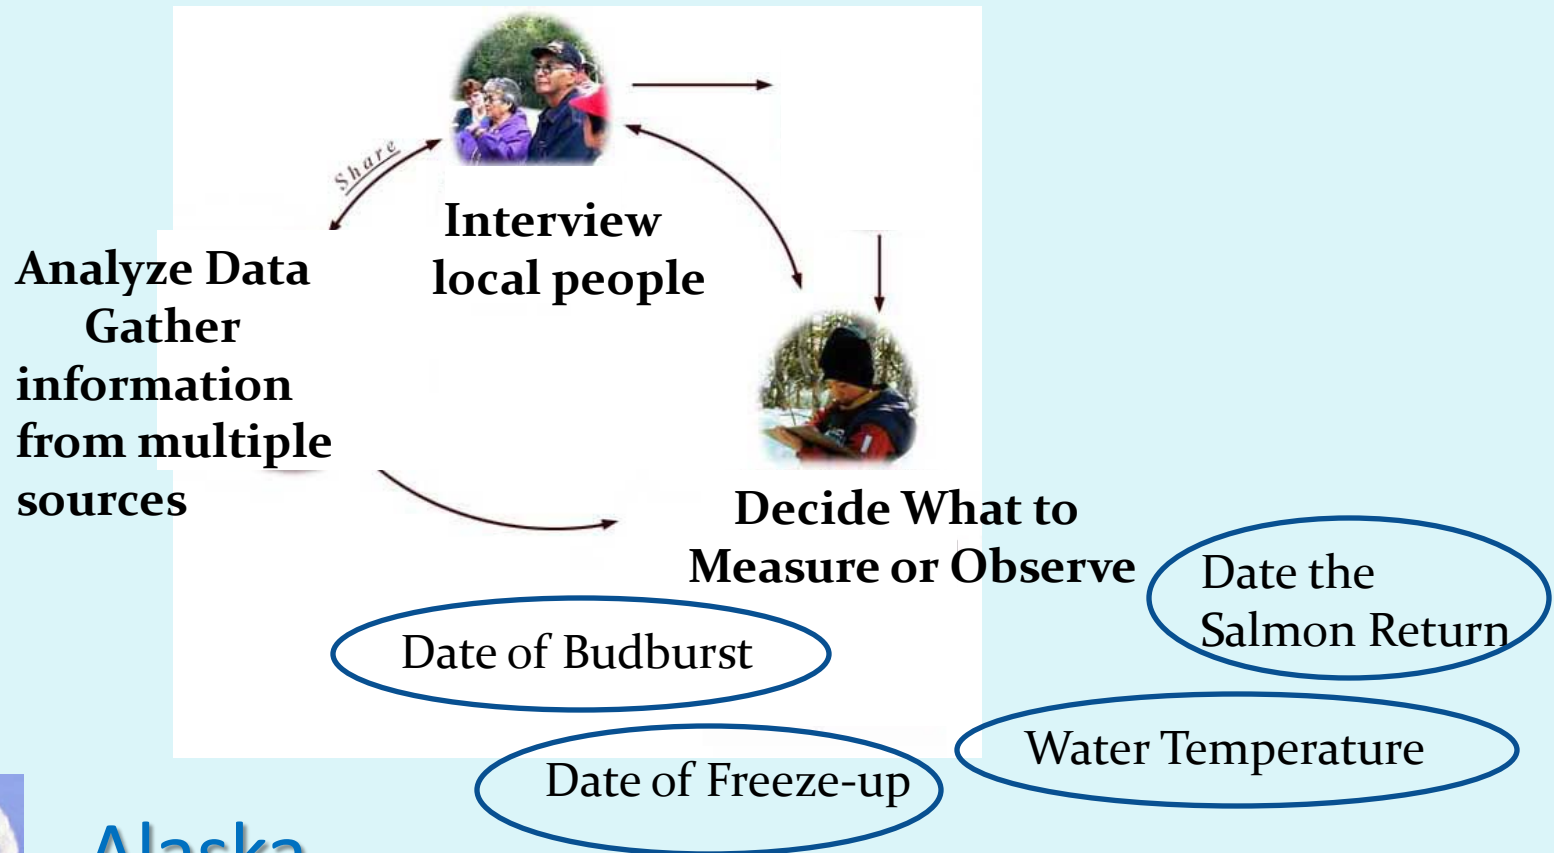 Share
Interview
local people
Analyze Data
Gather
information
from multiple
sources
Decide What to
Measure or Observe
Date the
Salmon Return
Date of Budburst
Water Temperature
Date of Freeze-up
Alaska